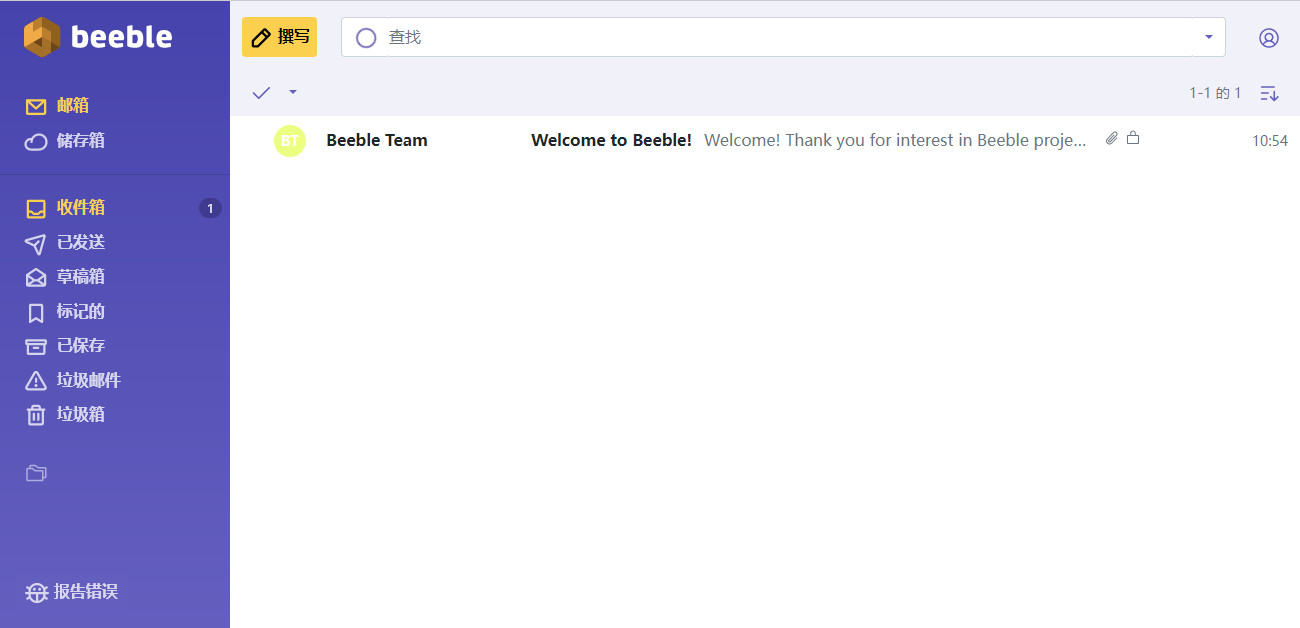 beeble
邮箱
储存箱
收件箱 1
已发送
草稿箱
标记的
已保存
垃圾邮件
垃圾箱
报告错误
撰写
查找
1-1 的 1
BT Beeble Team Welcome to Beeble! Welcome! Thank you for interest in Beeble proje... 10:54